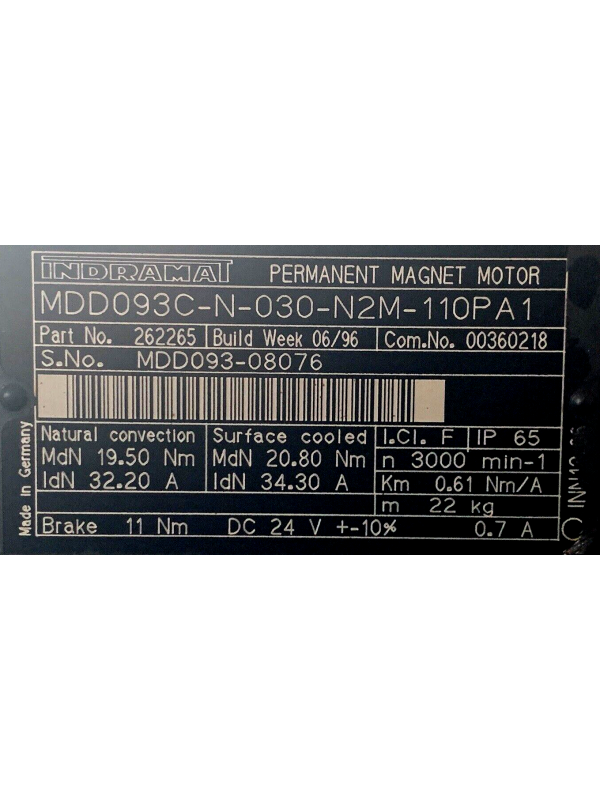 INDRAMAT PERMANENT MAGNET MOTOR
MDD093C-N-030-N2M-110PA1
Part No. 262265 Build Week 06/96 Com.No. 00360218
S.No. MDD093-08076
Natural convection Surface cooled I.Cl. F IP 65
MdN 19.50 Nm MdN 20.80 Nm n 3000 min-1
IdN 32.20 A IdN 34.30 A Km 0.61 Nm/A
m 22 kg
Brake 11 Nm DC 24 V +-10% 0.7 A
Made in Germany